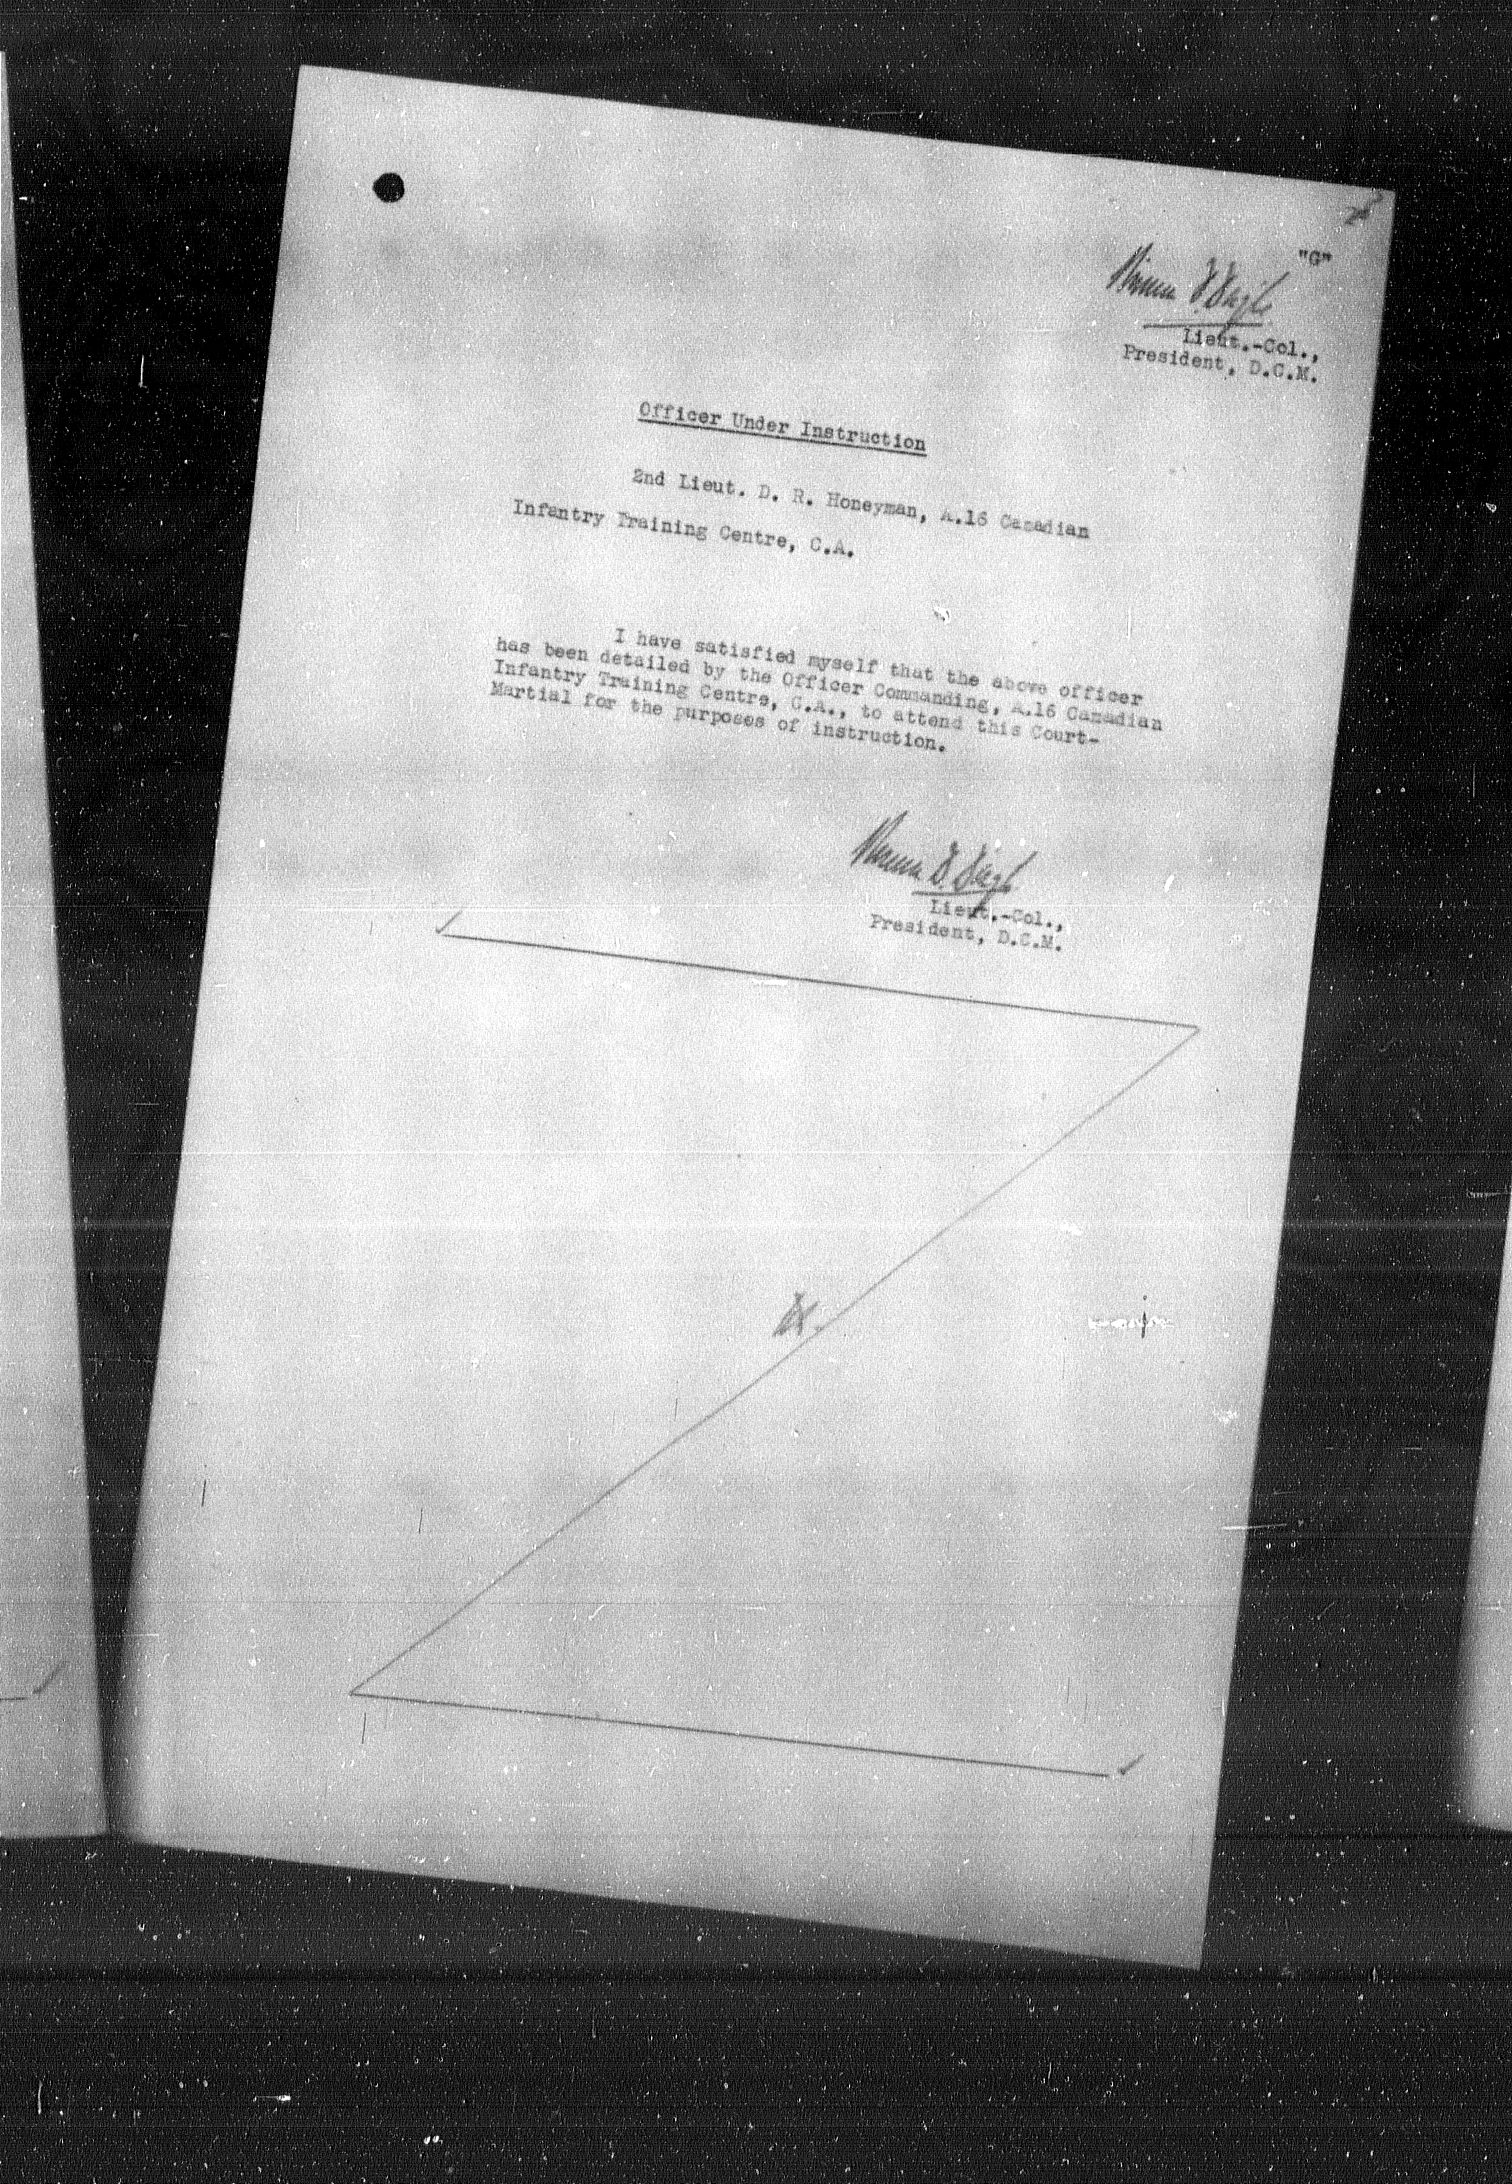 "G"
Lieut.-Col.,
President, D.C.M.
Officer Under Instruction
2nd Lieut. D. R. Honeyman, A.16 Canadian
Infantry Training Centre, C.A.
I have satisfied myself that the above officer
has been detailed by the Officer Commanding, A.16 Canadian
Infantry Training Centre, C.A., to attend this Court-
Martial for the purposes of instruction.
Lieut.-Col.,
President, D.C.M.